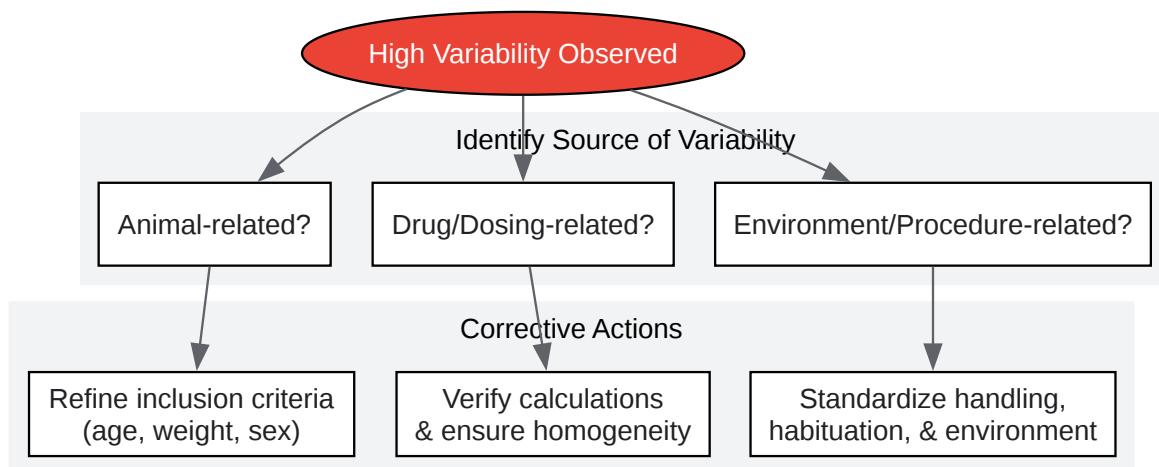 High Variability Observed
Identify Source of Variability
Animal-related?
Drug/Dosing-related?
Environment/Procedure-related?
Corrective Actions
Refine inclusion criteria
(age, weight, sex)
Verify calculations
& ensure homogeneity
Standardize handling,
habituation, & environment